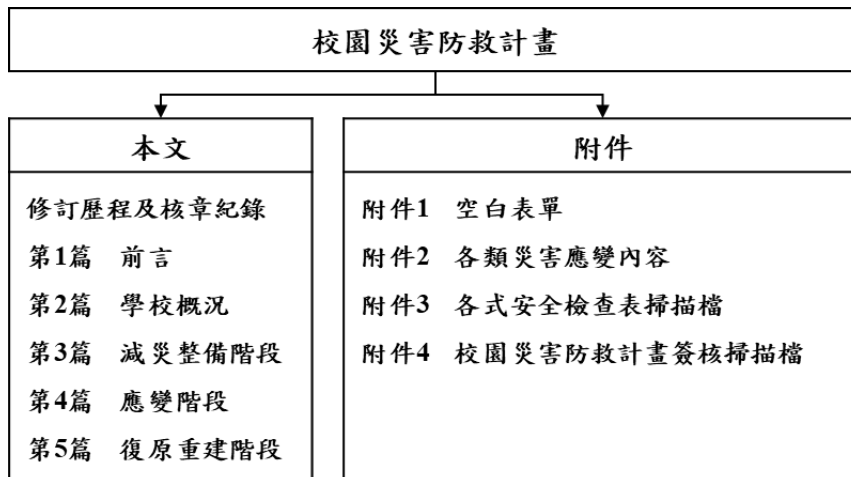 校園災害防救計畫
本文
修訂歷程及核章紀錄
第1篇 前言
第2篇 學校概況
第3篇 減災整備階段
第4篇 應變階段
第5篇 復原重建階段
附件
附件1 空白表單
附件2 各類災害應變內容
附件3 各式安全檢查表掃描檔
附件4 校園災害防救計畫簽核掃描檔